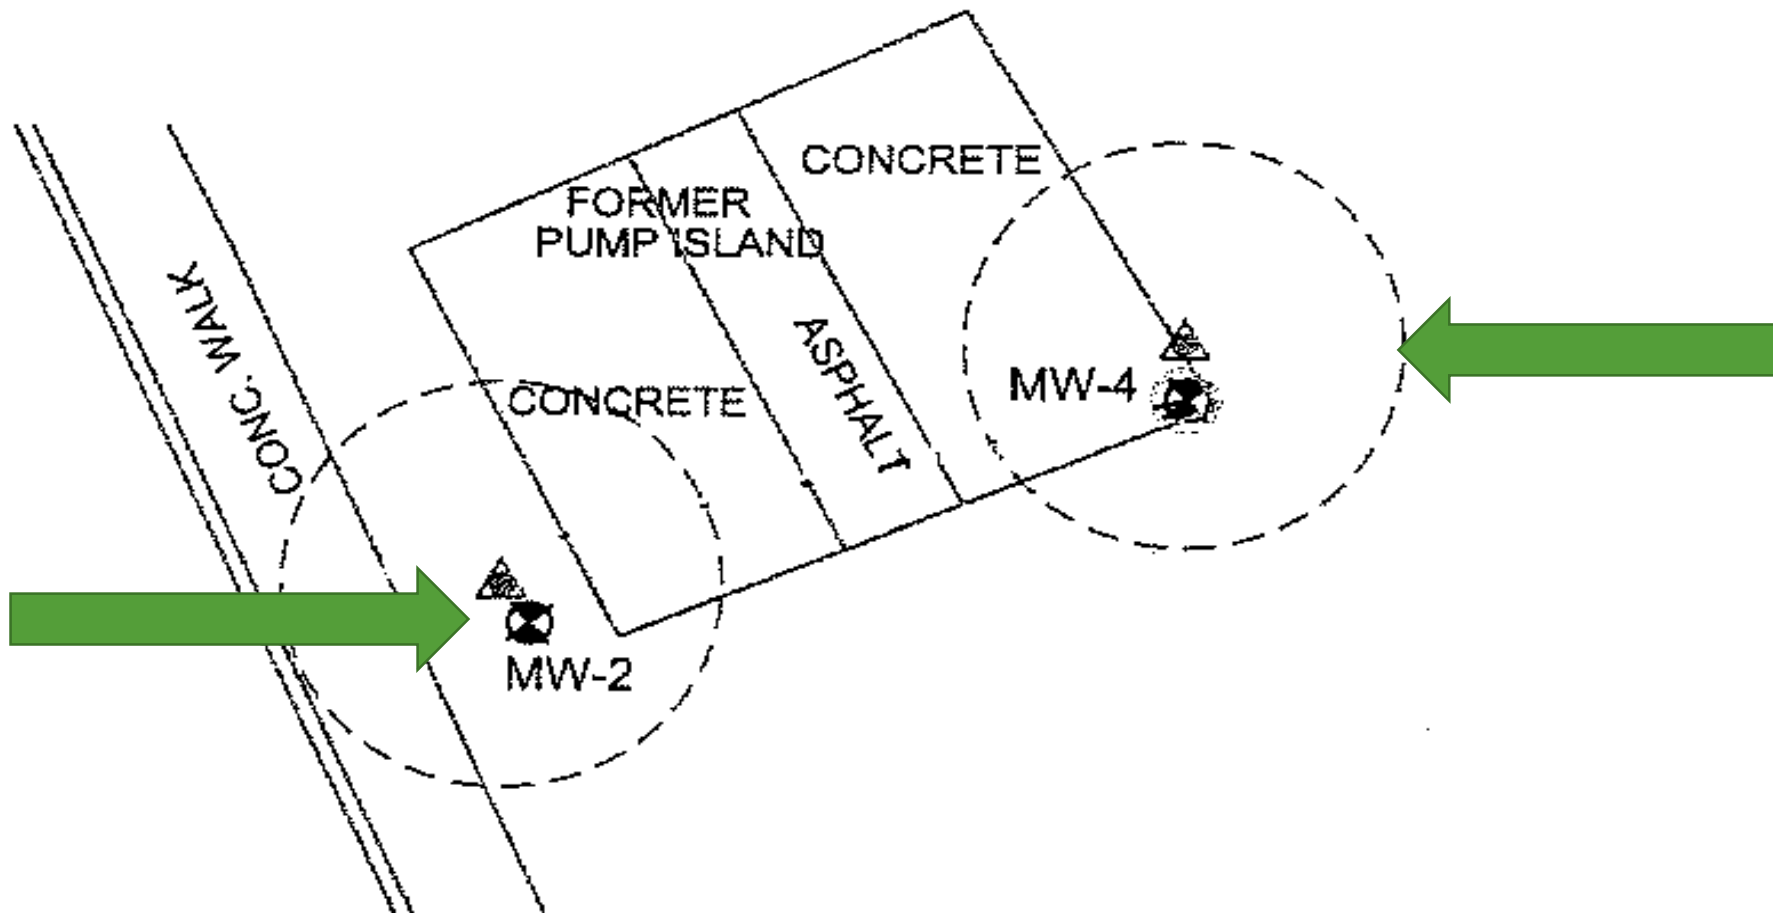 CONCRETE
FORMER
PUMP ISLAND
CONC. WALK
ASPHALT
MW-4
CONCRETE
MW-2